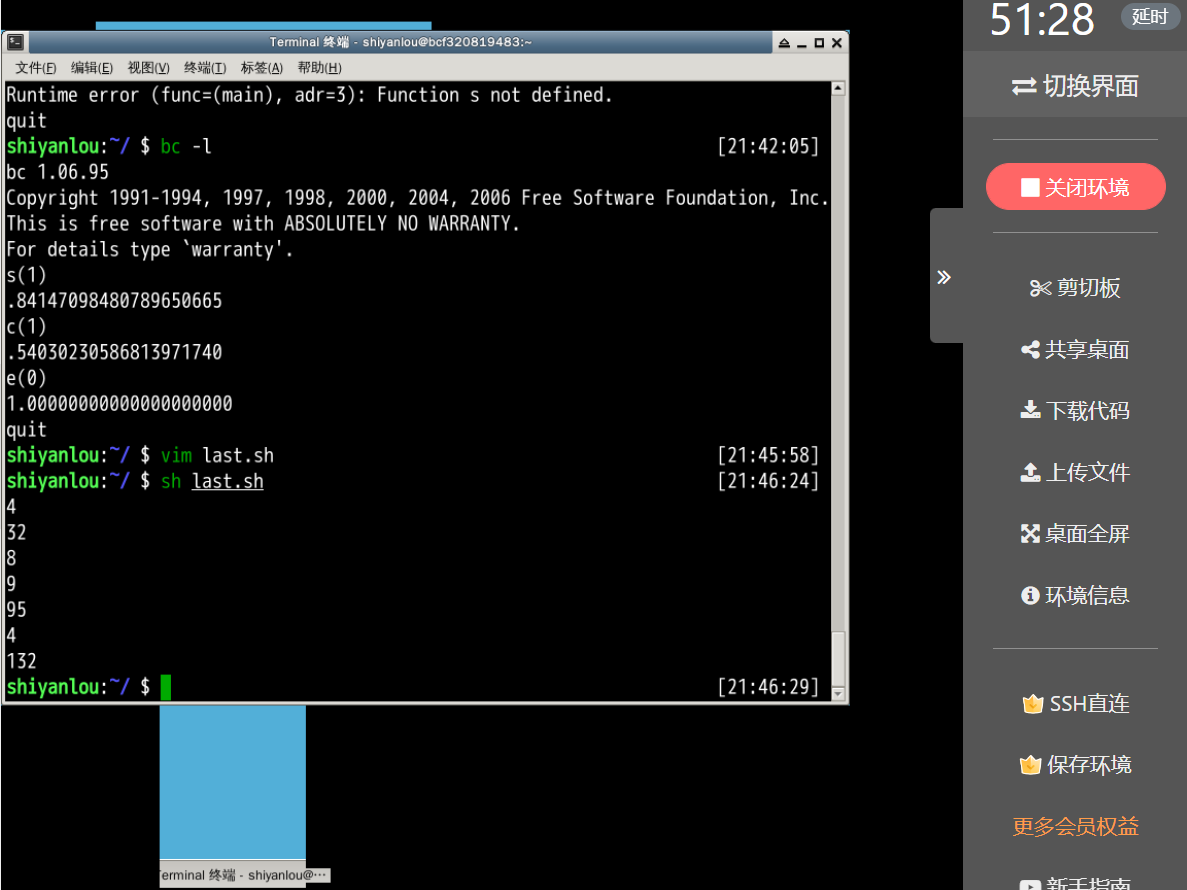 Terminal 终端 - shiyanlou@bcf320819483:~
文件(F) 编辑(E) 视图(V) 终端(T) 标签(A) 帮助(H)
Runtime error (func=(main), adr=3): Function s not defined.
quit
shiyanlou:~/ $ bc -l [21:42:05]
bc 1.06.95
Copyright 1991-1994, 1997, 1998, 2000, 2004, 2006 Free Software Foundation, Inc.
This is free software with ABSOLUTELY NO WARRANTY.
For details type `warranty'.
s(1)
.84147098480789650665
c(1)
.54030230586813971740
e(0)
1.00000000000000000000
quit
shiyanlou:~/ $ vim last.sh [21:45:58]
shiyanlou:~/ $ sh last.sh [21:46:24]
4
32
8
9
95
4
132
shiyanlou:~/ $ [21:46:29]
Terminal 终端 - shiyanlou@···
51:28 延时
切换界面
关闭环境
剪切板
共享桌面
下载代码
上传文件
桌面全屏
环境信息
SSH直连
保存环境
更多会员权益
新手指南